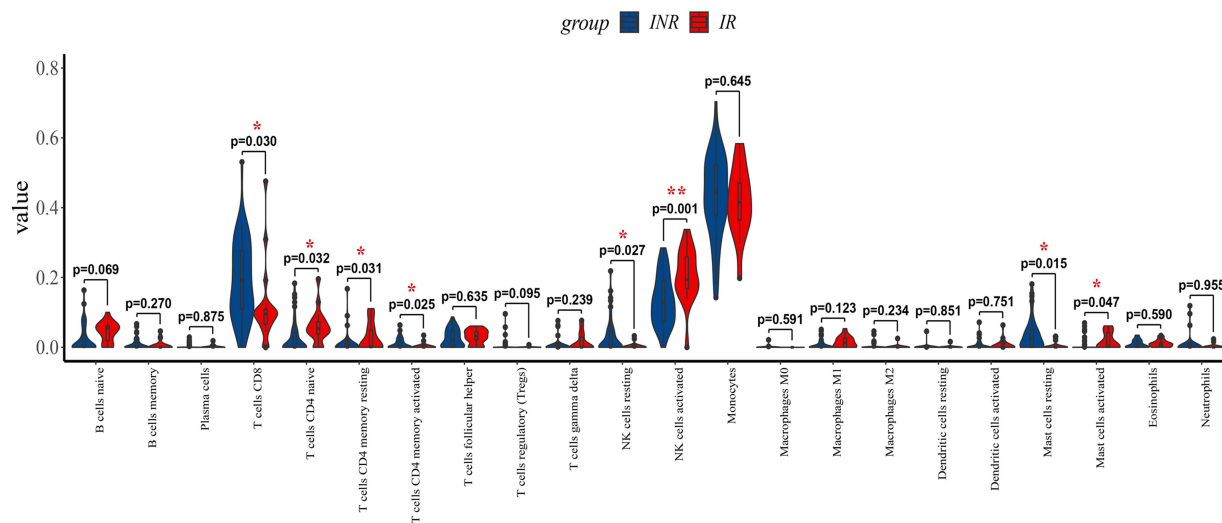 group INR IR
value
0.8
0.6
0.4
0.2
0.0
p=0.069
p=0.270
p=0.875
*
p=0.030
*
p=0.032
*
p=0.031
*
p=0.025
p=0.635
p=0.095
p=0.239
*
p=0.027
**
p=0.001
p=0.645
p=0.591
p=0.123
p=0.234
p=0.851
p=0.751
*
p=0.015
*
p=0.047
p=0.590
p=0.955
B cells naive
B cells memory
Plasma cells
T cells CD8
T cells CD4 naive
T cells CD4 memory resting
T cells CD4 memory activated
T cells follicular helper
T cells regulatory (Tregs)
T cells gamma delta
NK cells resting
NK cells activated
Monocytes
Macrophages M0
Macrophages M1
Macrophages M2
Dendritic cells resting
Dendritic cells activated
Mast cells resting
Mast cells activated
Eosinophils
Neutrophils